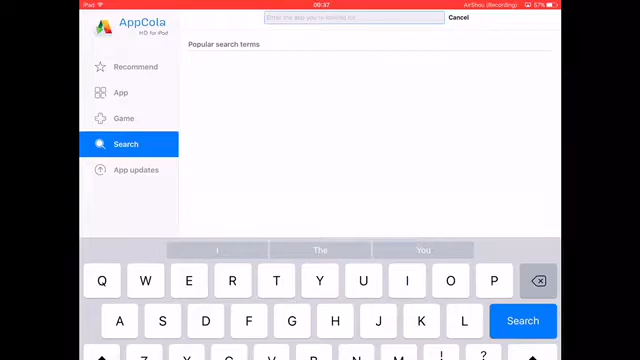 iPad 00:37 AirShou (Recording) 57%
AppCola
HD for iPad
Enter the app you're looking for Cancel
Popular search terms
Recommend
App
Game
Search
App updates
I The You
Q W E R T Y U I O P
A S D F G H J K L Search
Z X C V B N M ! ?